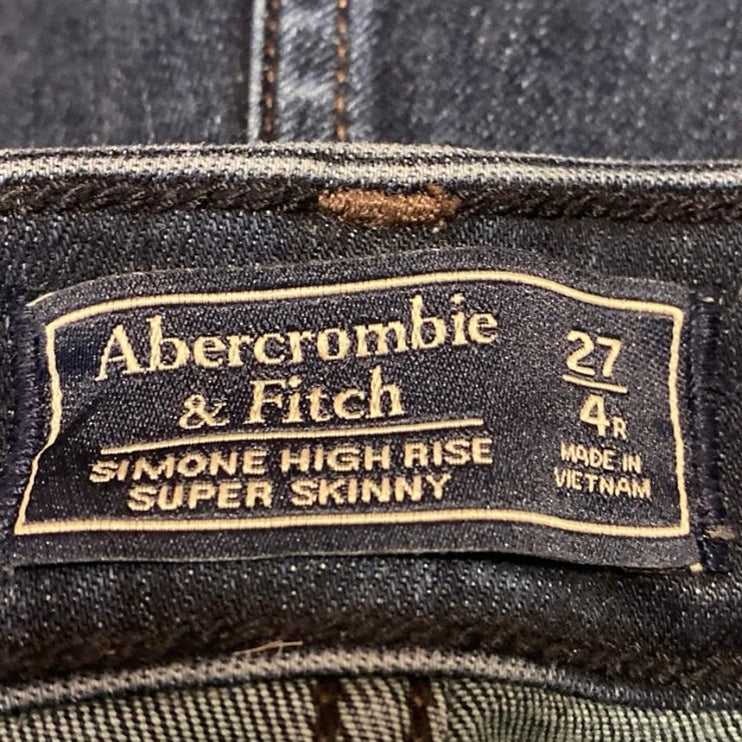 Abercrombie
& Fitch
SIMONE HIGH RISE
SUPER SKINNY
27
4R
MADE IN
VIETNAM